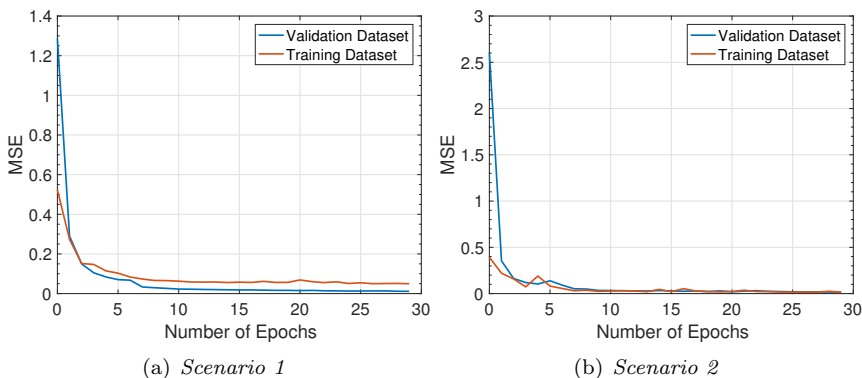 1.4
1.2
1
0.8
0.6
0.4
0.2
0
MSE
0 5 10 15 20 25 30
Number of Epochs
Validation Dataset
Training Dataset
(a) Scenario 1
3
2.5
2
1.5
1
0.5
0
MSE
0 5 10 15 20 25 30
Number of Epochs
Validation Dataset
Training Dataset
(b) Scenario 2